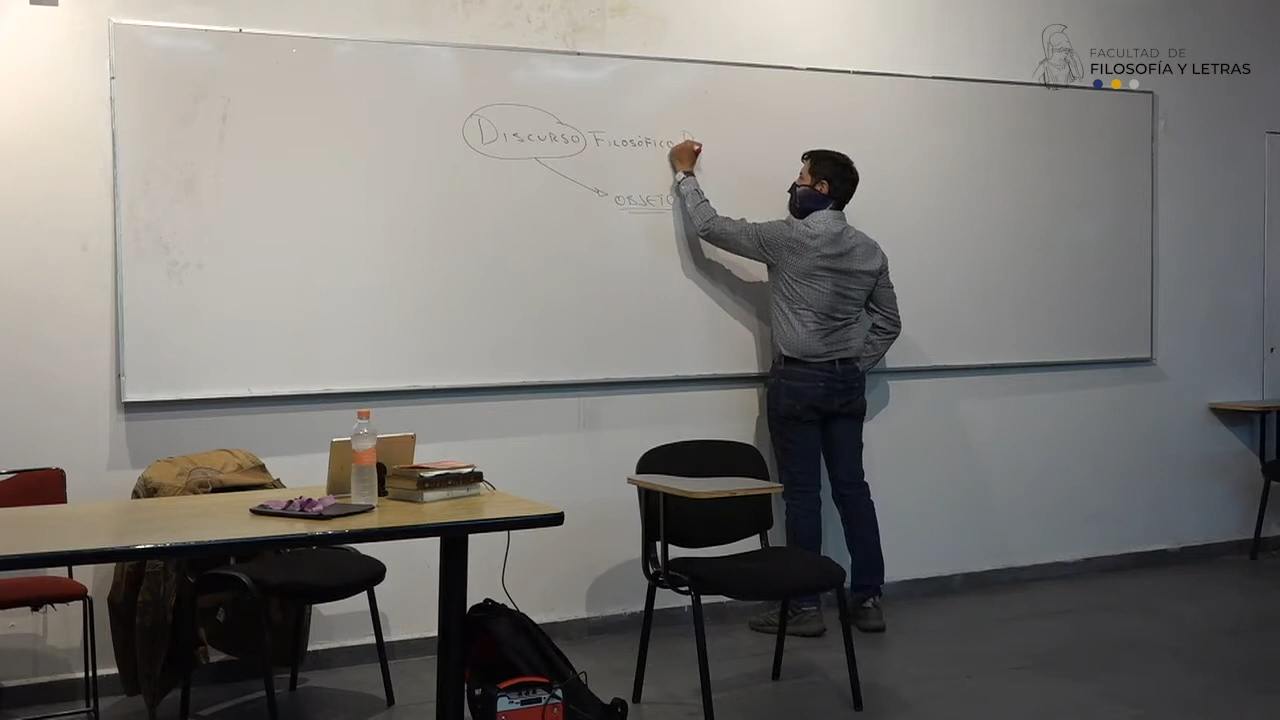 FACULTAD DE
FILOSOFÍA Y LETRAS
DISCURSO FILOSÓFICO
OBJETO